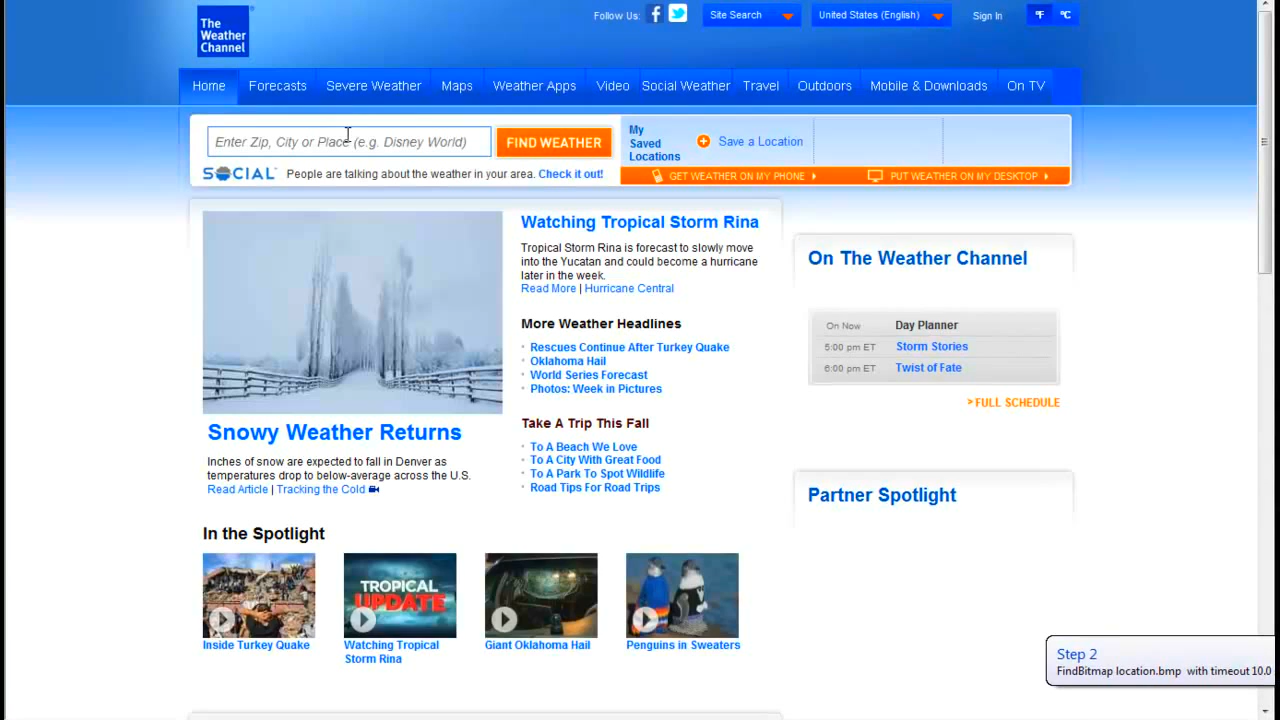 The
Weather
Channel
Follow Us:
Site Search
United States (English)
Sign In
°F
°C
Home
Forecasts
Severe Weather
Maps
Weather Apps
Video
Social Weather
Travel
Outdoors
Mobile & Downloads
On TV
Enter Zip, City or Place (e.g. Disney World)
FIND WEATHER
My
Saved
Locations
Save a Location
SOCIAL
People are talking about the weather in your area. Check it out!
GET WEATHER ON MY PHONE
PUT WEATHER ON MY DESKTOP
Snowy Weather Returns
Inches of snow are expected to fall in Denver as
temperatures drop to below-average across the U.S.
Read Article | Tracking the Cold
Watching Tropical Storm Rina
Tropical Storm Rina is forecast to slowly move
into the Yucatan and could become a hurricane
later in the week.
Read More | Hurricane Central
More Weather Headlines
Rescues Continue After Turkey Quake
Oklahoma Hail
World Series Forecast
Photos: Week in Pictures
Take A Trip This Fall
To A Beach We Love
To A City With Great Food
To A Park To Spot Wildlife
Road Tips For Road Trips
On The Weather Channel
On Now Day Planner
5:00 pm ET Storm Stories
6:00 pm ET Twist of Fate
> FULL SCHEDULE
Partner Spotlight
In the Spotlight
TROPICAL
UPDATE
Inside Turkey Quake
Watching Tropical
Storm Rina
Giant Oklahoma Hail
Penguins in Sweaters
Step 2
FindBitmap location.bmp with timeout 10.0